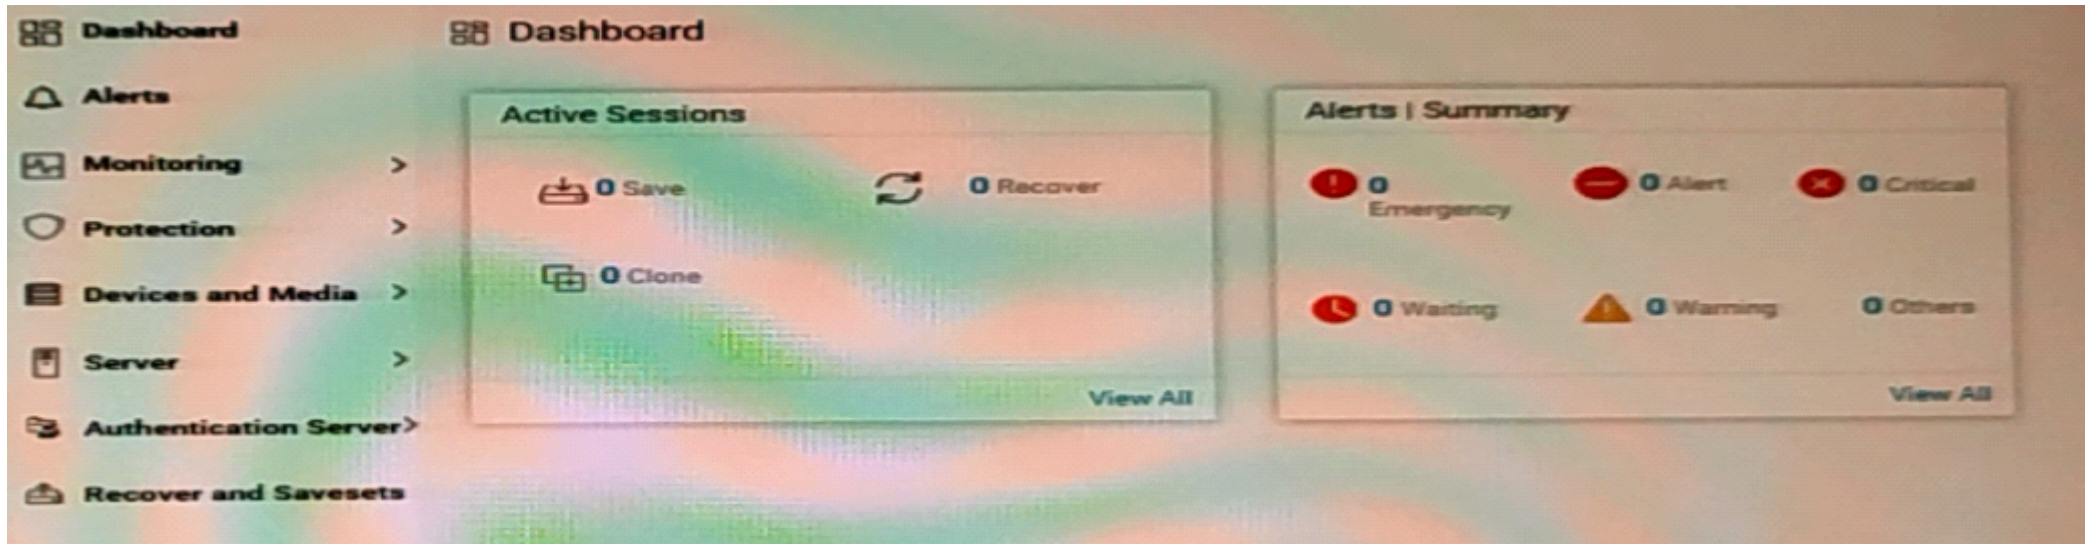 Dashboard
Alerts
Monitoring
Protection
Devices and Media
Server
Authentication Server
Recover and Savesets
Dashboard
Active Sessions
0 Save
0 Recover
0 Clone
View All
Alerts | Summary
0 Emergency
0 Alert
0 Critical
0 Waiting
0 Warning
0 Others
View All